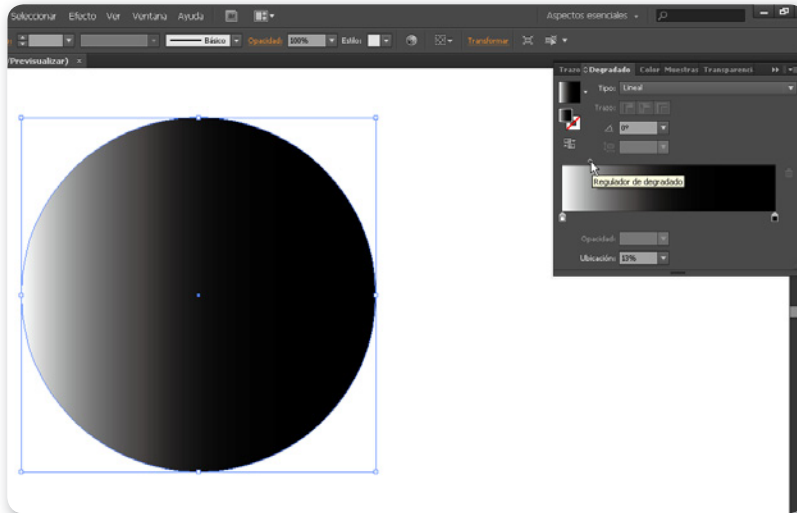 Seleccionar Efecto Ver Ventana Ayuda Aspectos esenciales
Básico Opacidad: 100% Estilo: Transformar
/Previsualizar) ×
Trazo Degradado Color Muestras Transparenci
Tipo: Lineal
Trazo:
0°
Regulador de degradado
Opacidad:
Ubicación: 13%